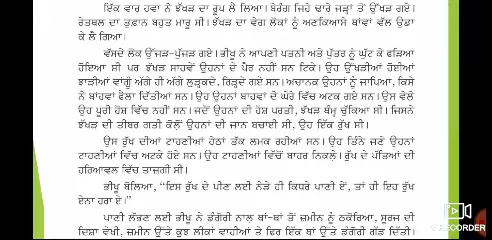 ਇੱਕ ਵਾਰ ਹਵਾ ਨੇ ਝੱਖੜ ਦਾ ਰੂਪ ਲੈ ਲਿਆ। ਬੇਰੰਗ ਜਿਹੇ ਢਾਰੇ ਜੜ੍ਹਾਂ ਤੋਂ ਉੱਖੜ ਗਏ।
ਰੇਤਥਲ ਦਾ ਤੂਫ਼ਾਨ ਬਹੁਤ ਮਾਰੂ ਸੀ। ਝੱਖੜ ਦਾ ਵੇਗ ਲੋਕਾਂ ਨੂੰ ਅਣਕਿਆਸੇ ਥਾਂਵਾਂ ਵੱਲ ਉਡਾ
ਕੇ ਲੈ ਗਿਆ।
ਵੱਸਦੇ ਲੋਕ ਉੱਜੜ-ਪੁੱਜੜ ਗਏ। ਭੀਖੂ ਨੇ ਆਪਣੀ ਪਤਨੀ ਅਤੇ ਪੁੱਤਰ ਨੂੰ ਘੁੱਟ ਕੇ ਫੜਿਆ
ਹੋਇਆ ਸੀ ਪਰ ਝੱਖੜ ਸਾਹਵੇਂ ਉਹਨਾਂ ਦੇ ਪੈਰ ਨਹੀਂ ਸਨ ਟਿਕੇ। ਉਹ ਉੱਖੜੀਆਂ ਹੋਈਆਂ
ਝਾੜੀਆਂ ਵਾਂਗੂੰ ਅੱਗੇ ਹੀ ਅੱਗੇ ਲੁੜ੍ਹਕਦੇ, ਰਿੜ੍ਹਦੇ ਗਏ ਸਨ। ਅਚਾਨਕ ਉਹਨਾਂ ਨੂੰ ਜਾਪਿਆ, ਕਿਸੇ
ਨੇ ਬਾਂਹਵਾਂ ਫੈਲਾ ਦਿੱਤੀਆਂ ਸਨ। ਉਹ ਉਹਨਾਂ ਬਾਹਵਾਂ ਦੇ ਘੇਰੇ ਵਿੱਚ ਅਟਕ ਗਏ ਸਨ। ਉਸ ਵੇਲੇ
ਉਹ ਪੂਰੀ ਹੋਸ਼ ਵਿੱਚ ਨਹੀਂ ਸਨ। ਜਦੋਂ ਉਹਨਾਂ ਦੀ ਹੋਸ਼ ਪਰਤੀ, ਝੱਖੜ ਥੰਮ੍ਹ ਚੁੱਕਿਆ ਸੀ। ਜਿਸਨੇ
ਝੱਖੜ ਦੀ ਤੀਬਰ ਗਤੀ ਕੋਲੋਂ ਉਹਨਾਂ ਦੀ ਜਾਨ ਬਚਾਈ ਸੀ, ਉਹ ਇੱਕ ਰੁੱਖ ਸੀ।
ਉਸ ਰੁੱਖ ਦੀਆਂ ਟਾਹਣੀਆਂ ਹੇਠਾਂ ਤੱਕ ਲਮਕ ਰਹੀਆਂ ਸਨ। ਉਹ ਤਿੰਨੇ ਜਣੇ ਉਹਨਾਂ
ਟਾਹਣੀਆਂ ਵਿੱਚ ਅਟਕੇ ਹੋਏ ਸਨ। ਉਹ ਟਾਹਣੀਆਂ ਵਿੱਚੋਂ ਬਾਹਰ ਨਿਕਲੇ। ਰੁੱਖ ਦੇ ਪੱਤਿਆਂ ਦੀ
ਹਰਿਆਵਲ ਵਿੱਚ ਤਾਜ਼ਗੀ ਸੀ।
ਭੀਖੂ ਬੋਲਿਆ, "ਇਸ ਰੁੱਖ ਦੇ ਪੀਣ ਲਈ ਨੇੜੇ ਹੀ ਕਿਧਰੇ ਪਾਣੀ ਏਂ, ਤਾਂ ਹੀ ਇਹ ਰੁੱਖ
ਏਨਾ ਹਰਾ ਏ।"
ਪਾਣੀ ਲੱਭਣ ਲਈ ਭੀਖੂ ਨੇ ਡੰਗੋਰੀ ਨਾਲ਼ ਥਾਂ-ਥਾਂ ਤੋਂ ਜ਼ਮੀਨ ਨੂੰ ਠਕੋਰਿਆ, ਸੂਰਜ ਦੀ
ਦਿਸ਼ਾ ਵੇਖੀ, ਜ਼ਮੀਨ ਉੱਤੇ ਕੁਝ ਲੀਕਾਂ ਵਾਹੀਆਂ ਤੇ ਫਿਰ ਇੱਕ ਥਾਂ ਉੱਤੇ ਡੰਗੋਰੀ ਗੱਡ ਦਿੱਤੀ।
RECORDER